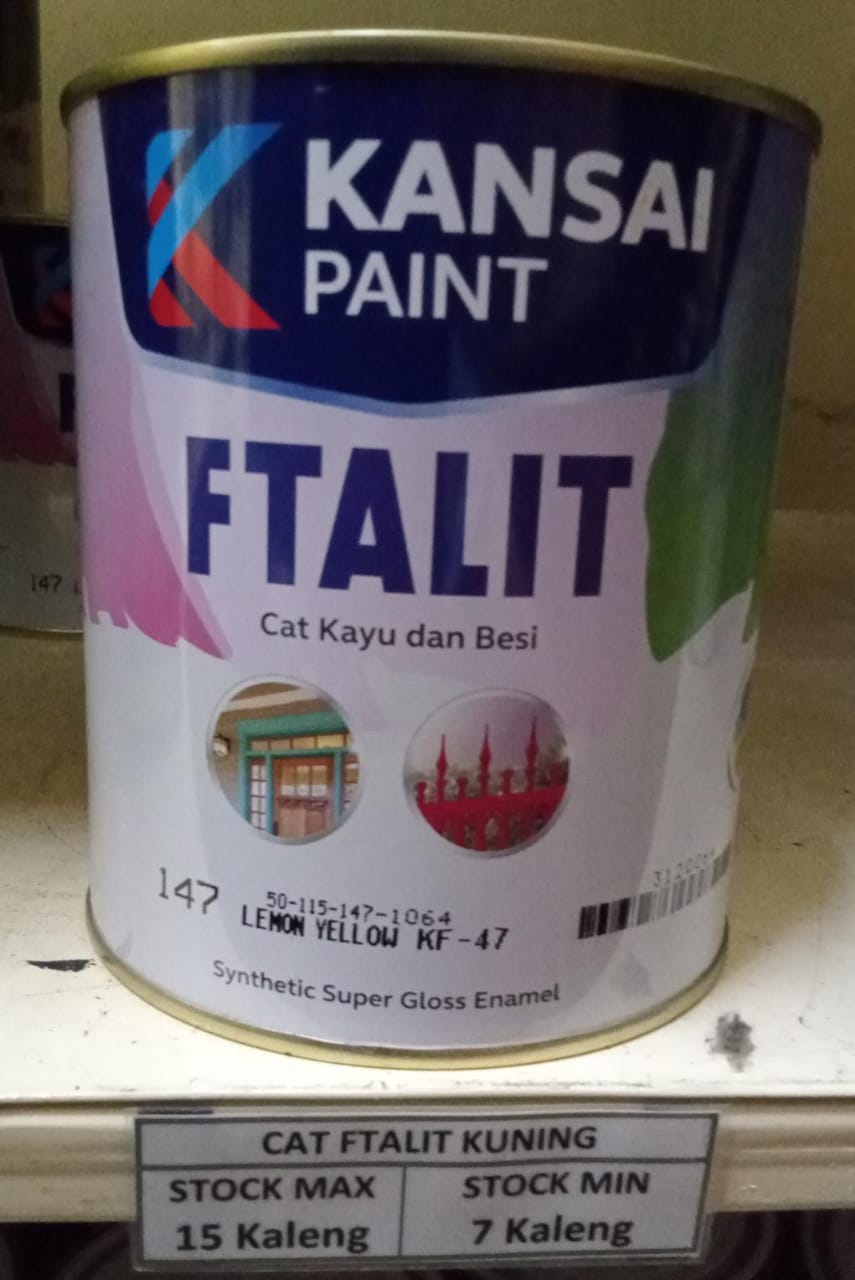 KANSAI
PAINT
FTALIT
Cat Kayu dan Besi
147
50-115-147-1064
LEMON YELLOW KF-47
Synthetic Super Gloss Enamel
147
CAT FTALIT KUNING
STOCK MAX
STOCK MIN
15 Kaleng
7 Kaleng